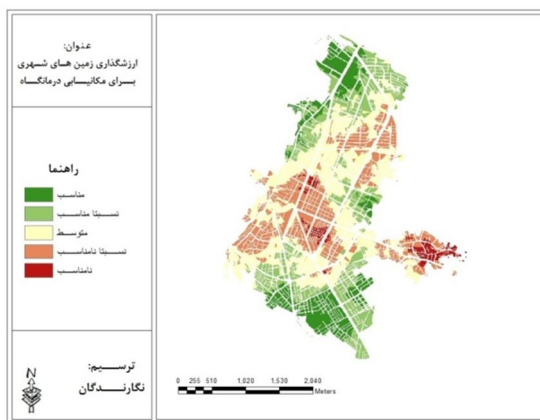 عنوان:
ارزشگذاری زمین های شهری
برای مکانیابی درمانگاه
راهنما
مناسب
نسبتا مناسب
متوسط
نسبتا نامناسب
نامناسب
ترسیم:
نگارندگان
N
0 255 510 1,020 1,530 2,040
Meters